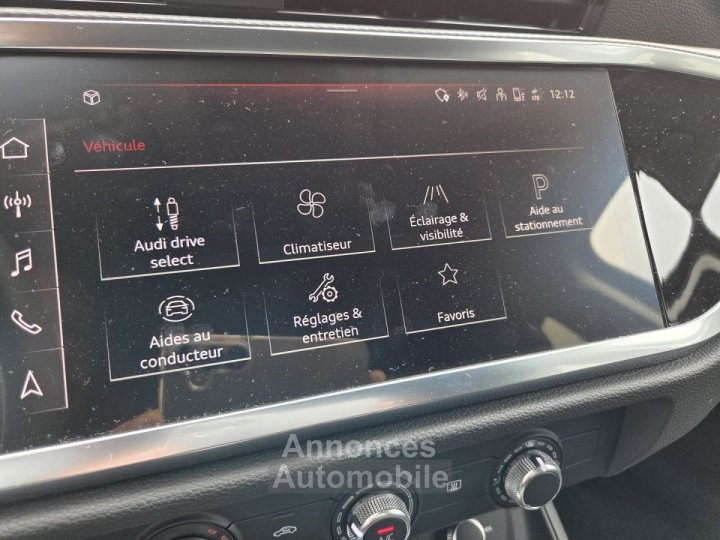 12:12
Véhicule
Audi drive
select
Climatiseur
Éclairage &
visibilité
P
Aide au
stationnement
Aides au
conducteur
Réglages &
entretien
Favoris
Annonces
Automobile
A/C